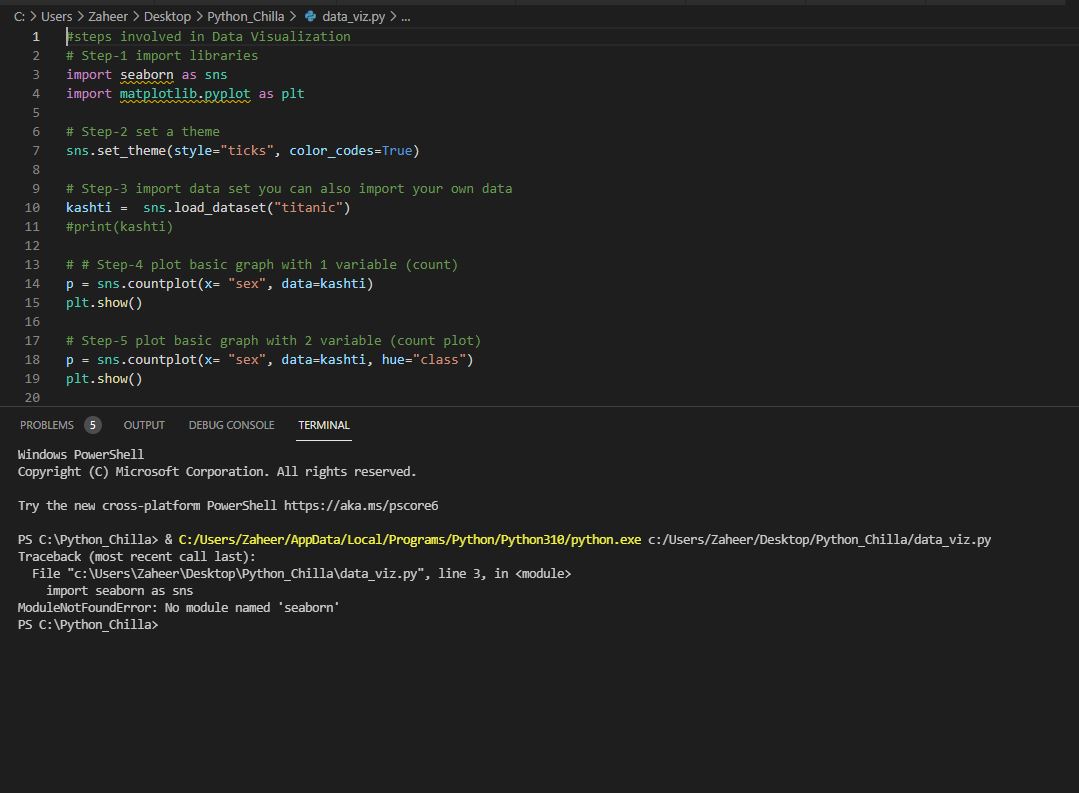 C: > Users > Zaheer > Desktop > Python_Chilla > data_viz.py > ...
1 #steps involved in Data Visualization
2 # Step-1 import libraries
3 import seaborn as sns
4 import matplotlib.pyplot as plt
5
6 # Step-2 set a theme
7 sns.set_theme(style="ticks", color_codes=True)
8
9 # Step-3 import data set you can also import your own data
10 kashti =  sns.load_dataset("titanic")
11 #print(kashti)
12
13 # # Step-4 plot basic graph with 1 variable (count)
14 p = sns.countplot(x= "sex", data=kashti)
15 plt.show()
16
17 # Step-5 plot basic graph with 2 variable (count plot)
18 p = sns.countplot(x= "sex", data=kashti, hue="class")
19 plt.show()
20
PROBLEMS 5 OUTPUT DEBUG CONSOLE TERMINAL
Windows PowerShell
Copyright (C) Microsoft Corporation. All rights reserved.
Try the new cross-platform PowerShell https://aka.ms/pscore6
PS C:\Python_Chilla> & C:/Users/Zaheer/AppData/Local/Programs/Python/Python310/python.exe c:/Users/Zaheer/Desktop/Python_Chilla/data_viz.py
Traceback (most recent call last):
  File "c:\Users\Zaheer\Desktop\Python_Chilla\data_viz.py", line 3, in <module>
    import seaborn as sns
ModuleNotFoundError: No module named 'seaborn'
PS C:\Python_Chilla>